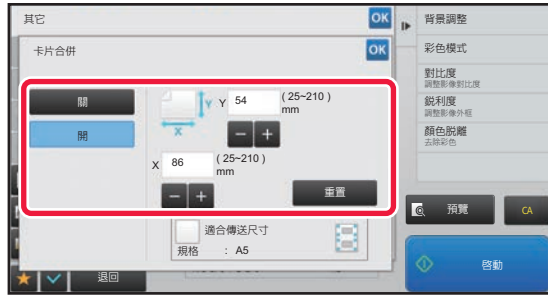 其它
OK
卡片合併
OK
關
開
Y
Y 54 (25~210)
mm
X
X 86 (25~210)
mm
重置
適合傳送尺寸
規格 : A5
退回
背景調整
彩色模式
對比度
調整影像對比度
銳利度
調整影像外框
顏色脫離
去除彩色
預覽
CA
啓動